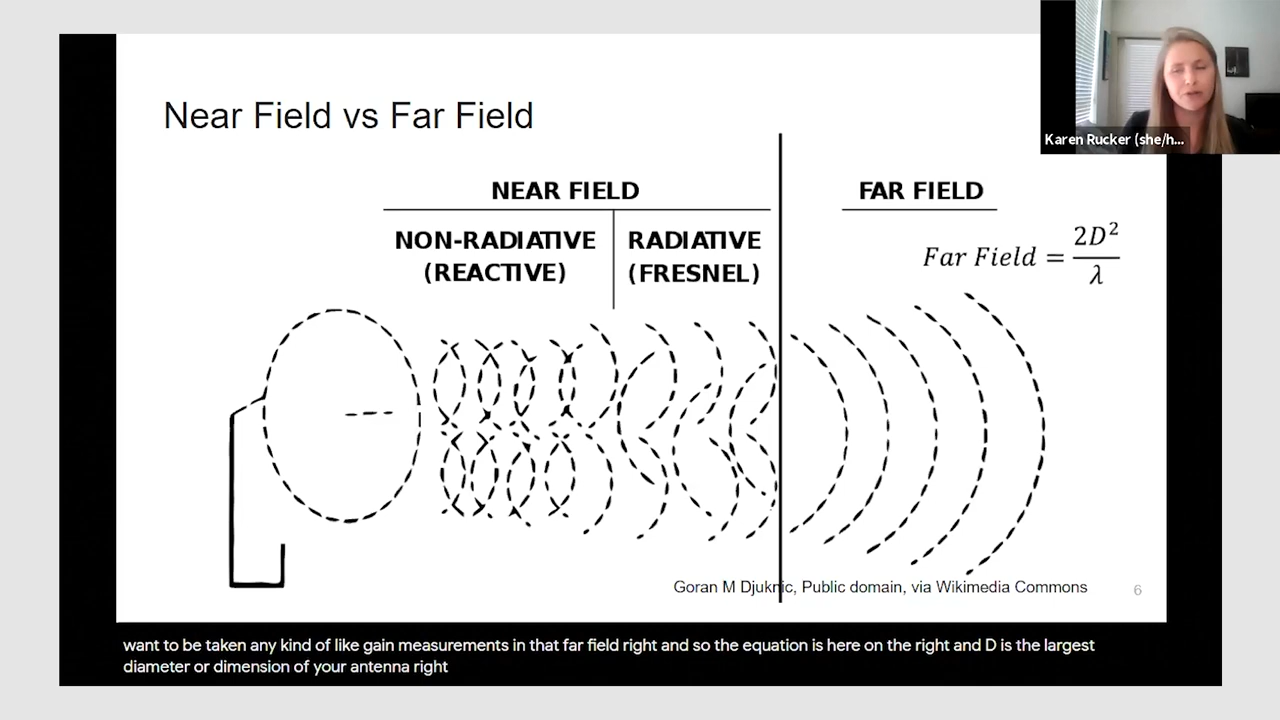 Near Field vs Far Field
Karen Rucker (she/h...
NEAR FIELD
FAR FIELD
NON-RADIATIVE
(REACTIVE)
RADIATIVE
(FRESNEL)
Far Field = 2D²/λ
Goran M Djuknic, Public domain, via Wikimedia Commons
6
want to be taken any kind of like gain measurements in that far field right and so the equation is here on the right and D is the largest
diameter or dimension of your antenna right